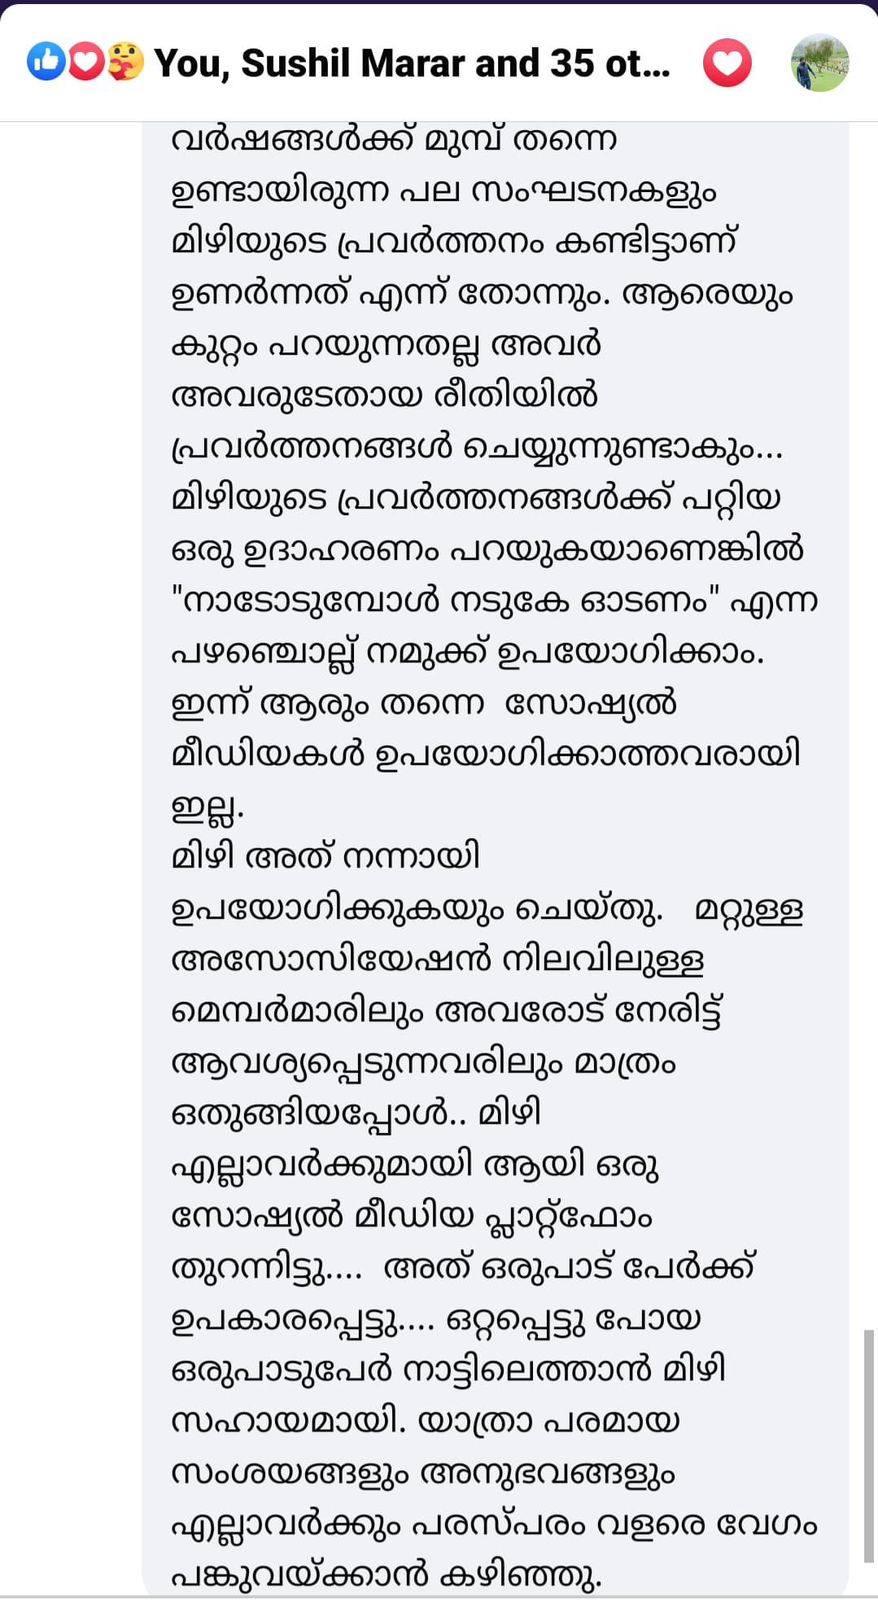 You, Sushil Marar and 35 ot...
വർഷങ്ങൾക്ക് മുമ്പ് തന്നെ
ഉണ്ടായിരുന്ന പല സംഘടനകളും
മിഴിയുടെ പ്രവർത്തനം കണ്ടിട്ടാണ്
ഉണർന്നത് എന്ന് തോന്നും. ആരെയും
കുറ്റം പറയുന്നതല്ല അവർ
അവരുടേതായ രീതിയിൽ
പ്രവർത്തനങ്ങൾ ചെയ്യുന്നുണ്ടാകും...
മിഴിയുടെ പ്രവർത്തനങ്ങൾക്ക് പറ്റിയ
ഒരു ഉദാഹരണം പറയുകയാണെങ്കിൽ
"നാടോടുമ്പോൾ നടുകേ ഓടണം" എന്ന
പഴഞ്ചൊല്ല് നമുക്ക് ഉപയോഗിക്കാം.
ഇന്ന് ആരും തന്നെ  സോഷ്യൽ
മീഡിയകൾ ഉപയോഗിക്കാത്തവരായി
ഇല്ല.
മിഴി അത് നന്നായി
ഉപയോഗിക്കുകയും ചെയ്തു.   മറ്റുള്ള
അസോസിയേഷൻ നിലവിലുള്ള
മെമ്പർമാരിലും അവരോട് നേരിട്ട്
ആവശ്യപ്പെടുന്നവരിലും മാത്രം
ഒതുങ്ങിയപ്പോൾ.. മിഴി
എല്ലാവർക്കുമായി ആയി ഒരു
സോഷ്യൽ മീഡിയ പ്ലാറ്റ്ഫോം
തുറന്നിട്ടു....  അത് ഒരുപാട് പേർക്ക്
ഉപകാരപ്പെട്ടു.... ഒറ്റപ്പെട്ടു പോയ
ഒരുപാടുപേർ നാട്ടിലെത്താൻ മിഴി
സഹായമായി. യാത്രാ പരമായ
സംശയങ്ങളും അനുഭവങ്ങളും
എല്ലാവർക്കും പരസ്പരം വളരെ വേഗം
പങ്കുവയ്ക്കാൻ കഴിഞ്ഞു.